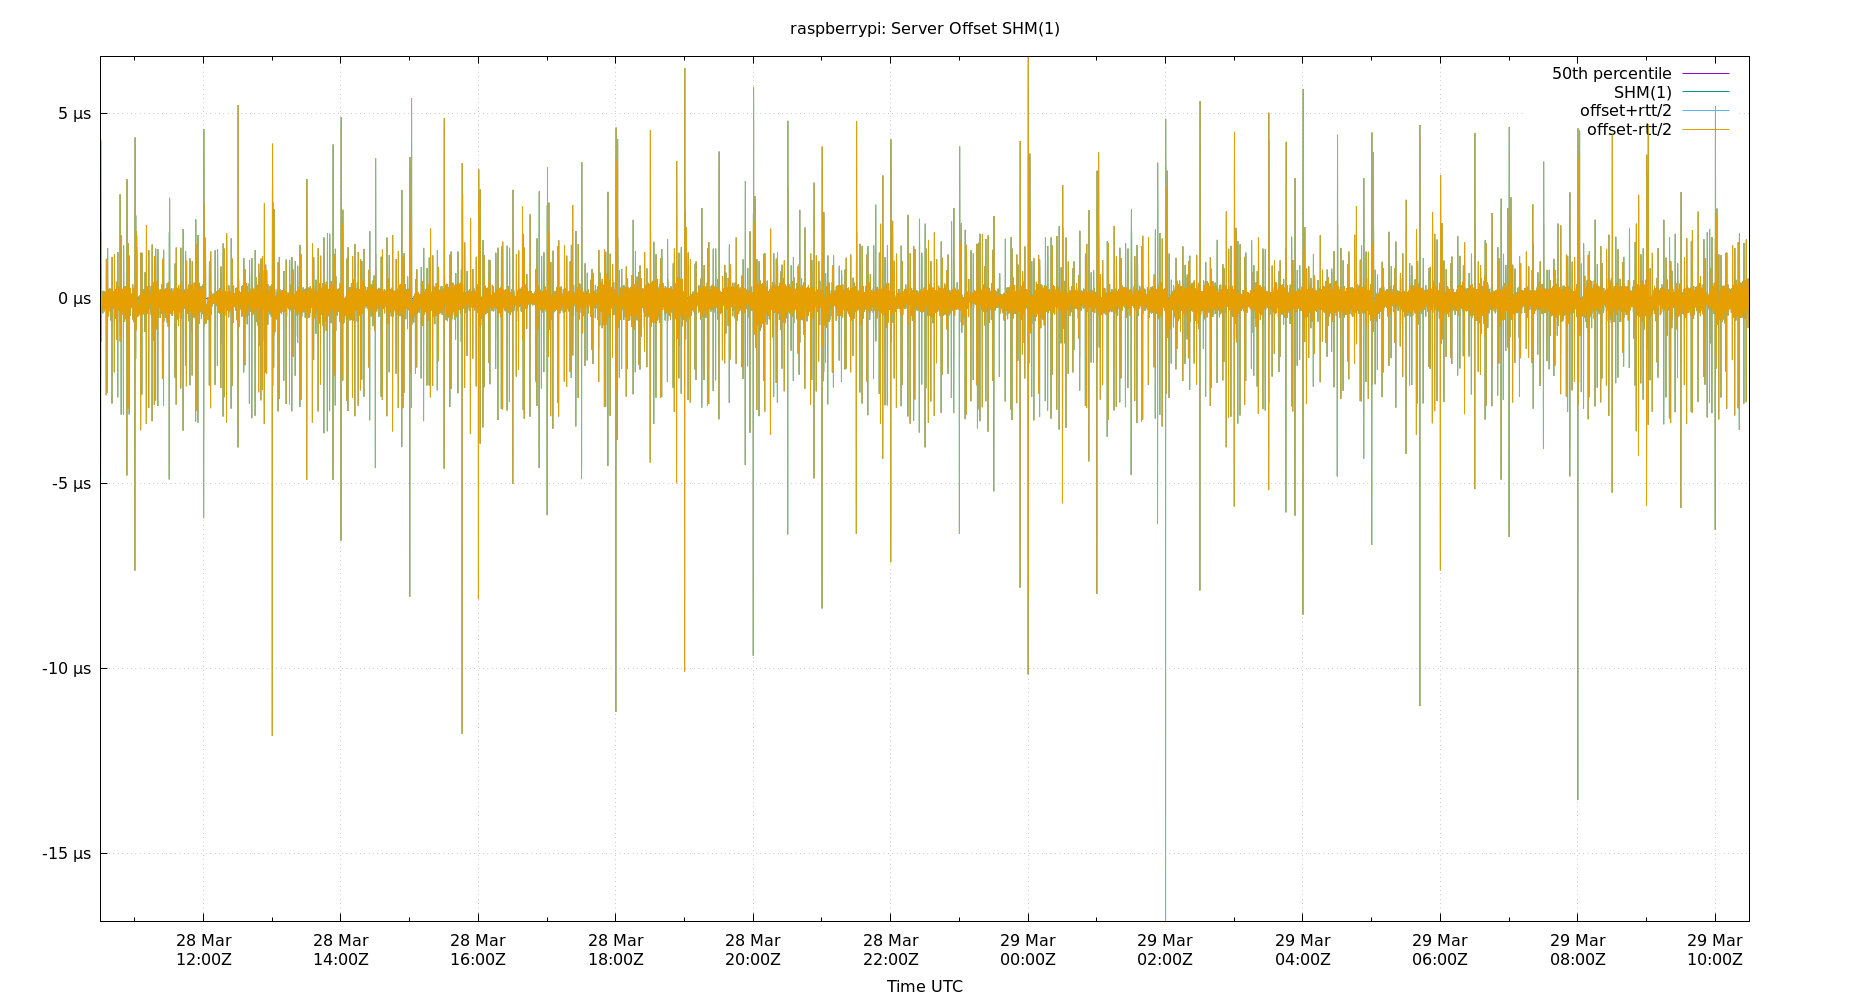 raspberrypi: Server Offset SHM(1)
50th percentile
SHM(1)
offset+rtt/2
offset-rtt/2
5 µs
0 µs
-5 µs
-10 µs
-15 µs
28 Mar 28 Mar 28 Mar 28 Mar 28 Mar 28 Mar 29 Mar 29 Mar 29 Mar 29 Mar 29 Mar 29 Mar
12:00Z 14:00Z 16:00Z 18:00Z 20:00Z 22:00Z 00:00Z 02:00Z 04:00Z 06:00Z 08:00Z 10:00Z
Time UTC